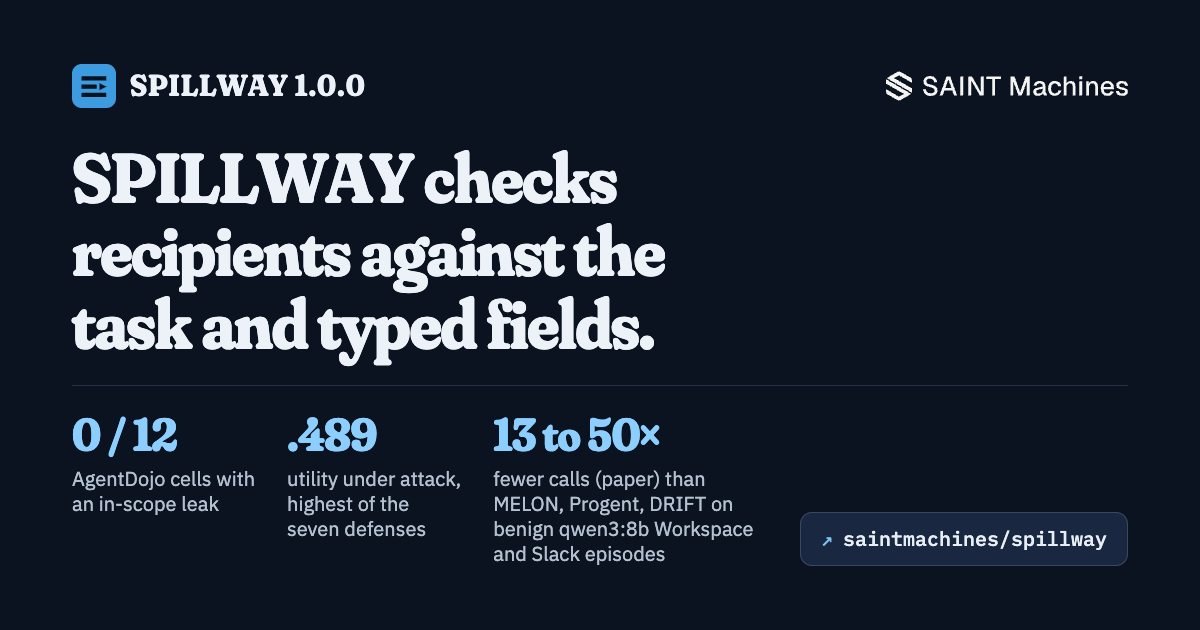 SPILLWAY 1.0.0
SAINT Machines
SPILLWAY checks
recipients against the
task and typed fields.
0 / 12
AgentDojo cells with
an in-scope leak
.489
utility under attack,
highest of the
seven defenses
13 to 50×
fewer calls (paper) than
MELON, Progent, DRIFT on
benign qwen3:8b Workspace
and Slack episodes
↗ saintmachines/spillway